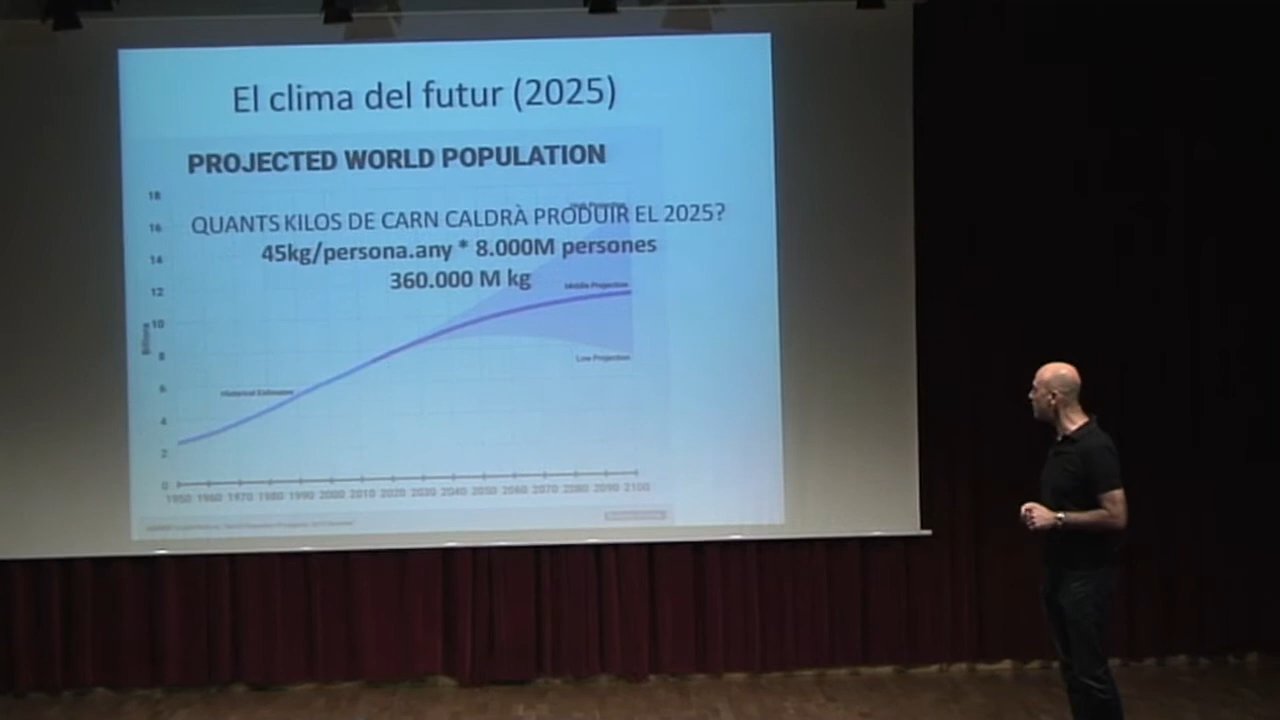 El clima del futur (2025)
PROJECTED WORLD POPULATION
18
QUANTS KILOS DE CARN CALDRÀ PRODUIR EL 2025?
16
45kg/persona.any * 8.000M persones
14
360.000 M kg
12
Middle Projection
10
Billions
8
Low Projection
6
Historical Estimates
4
2
0
1950 1960 1970 1980 1990 2000 2010 2020 2030 2040 2050 2060 2070 2080 2090 2100